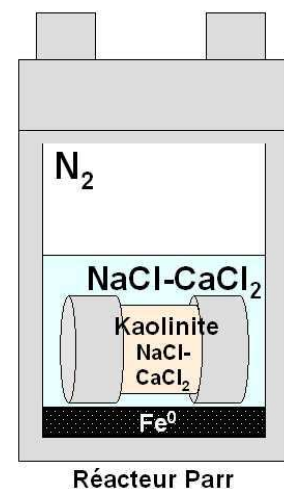 N₂
NaCl-CaCl₂
Kaolinite
NaCl-
CaCl₂
Fe⁰
Réacteur Parr